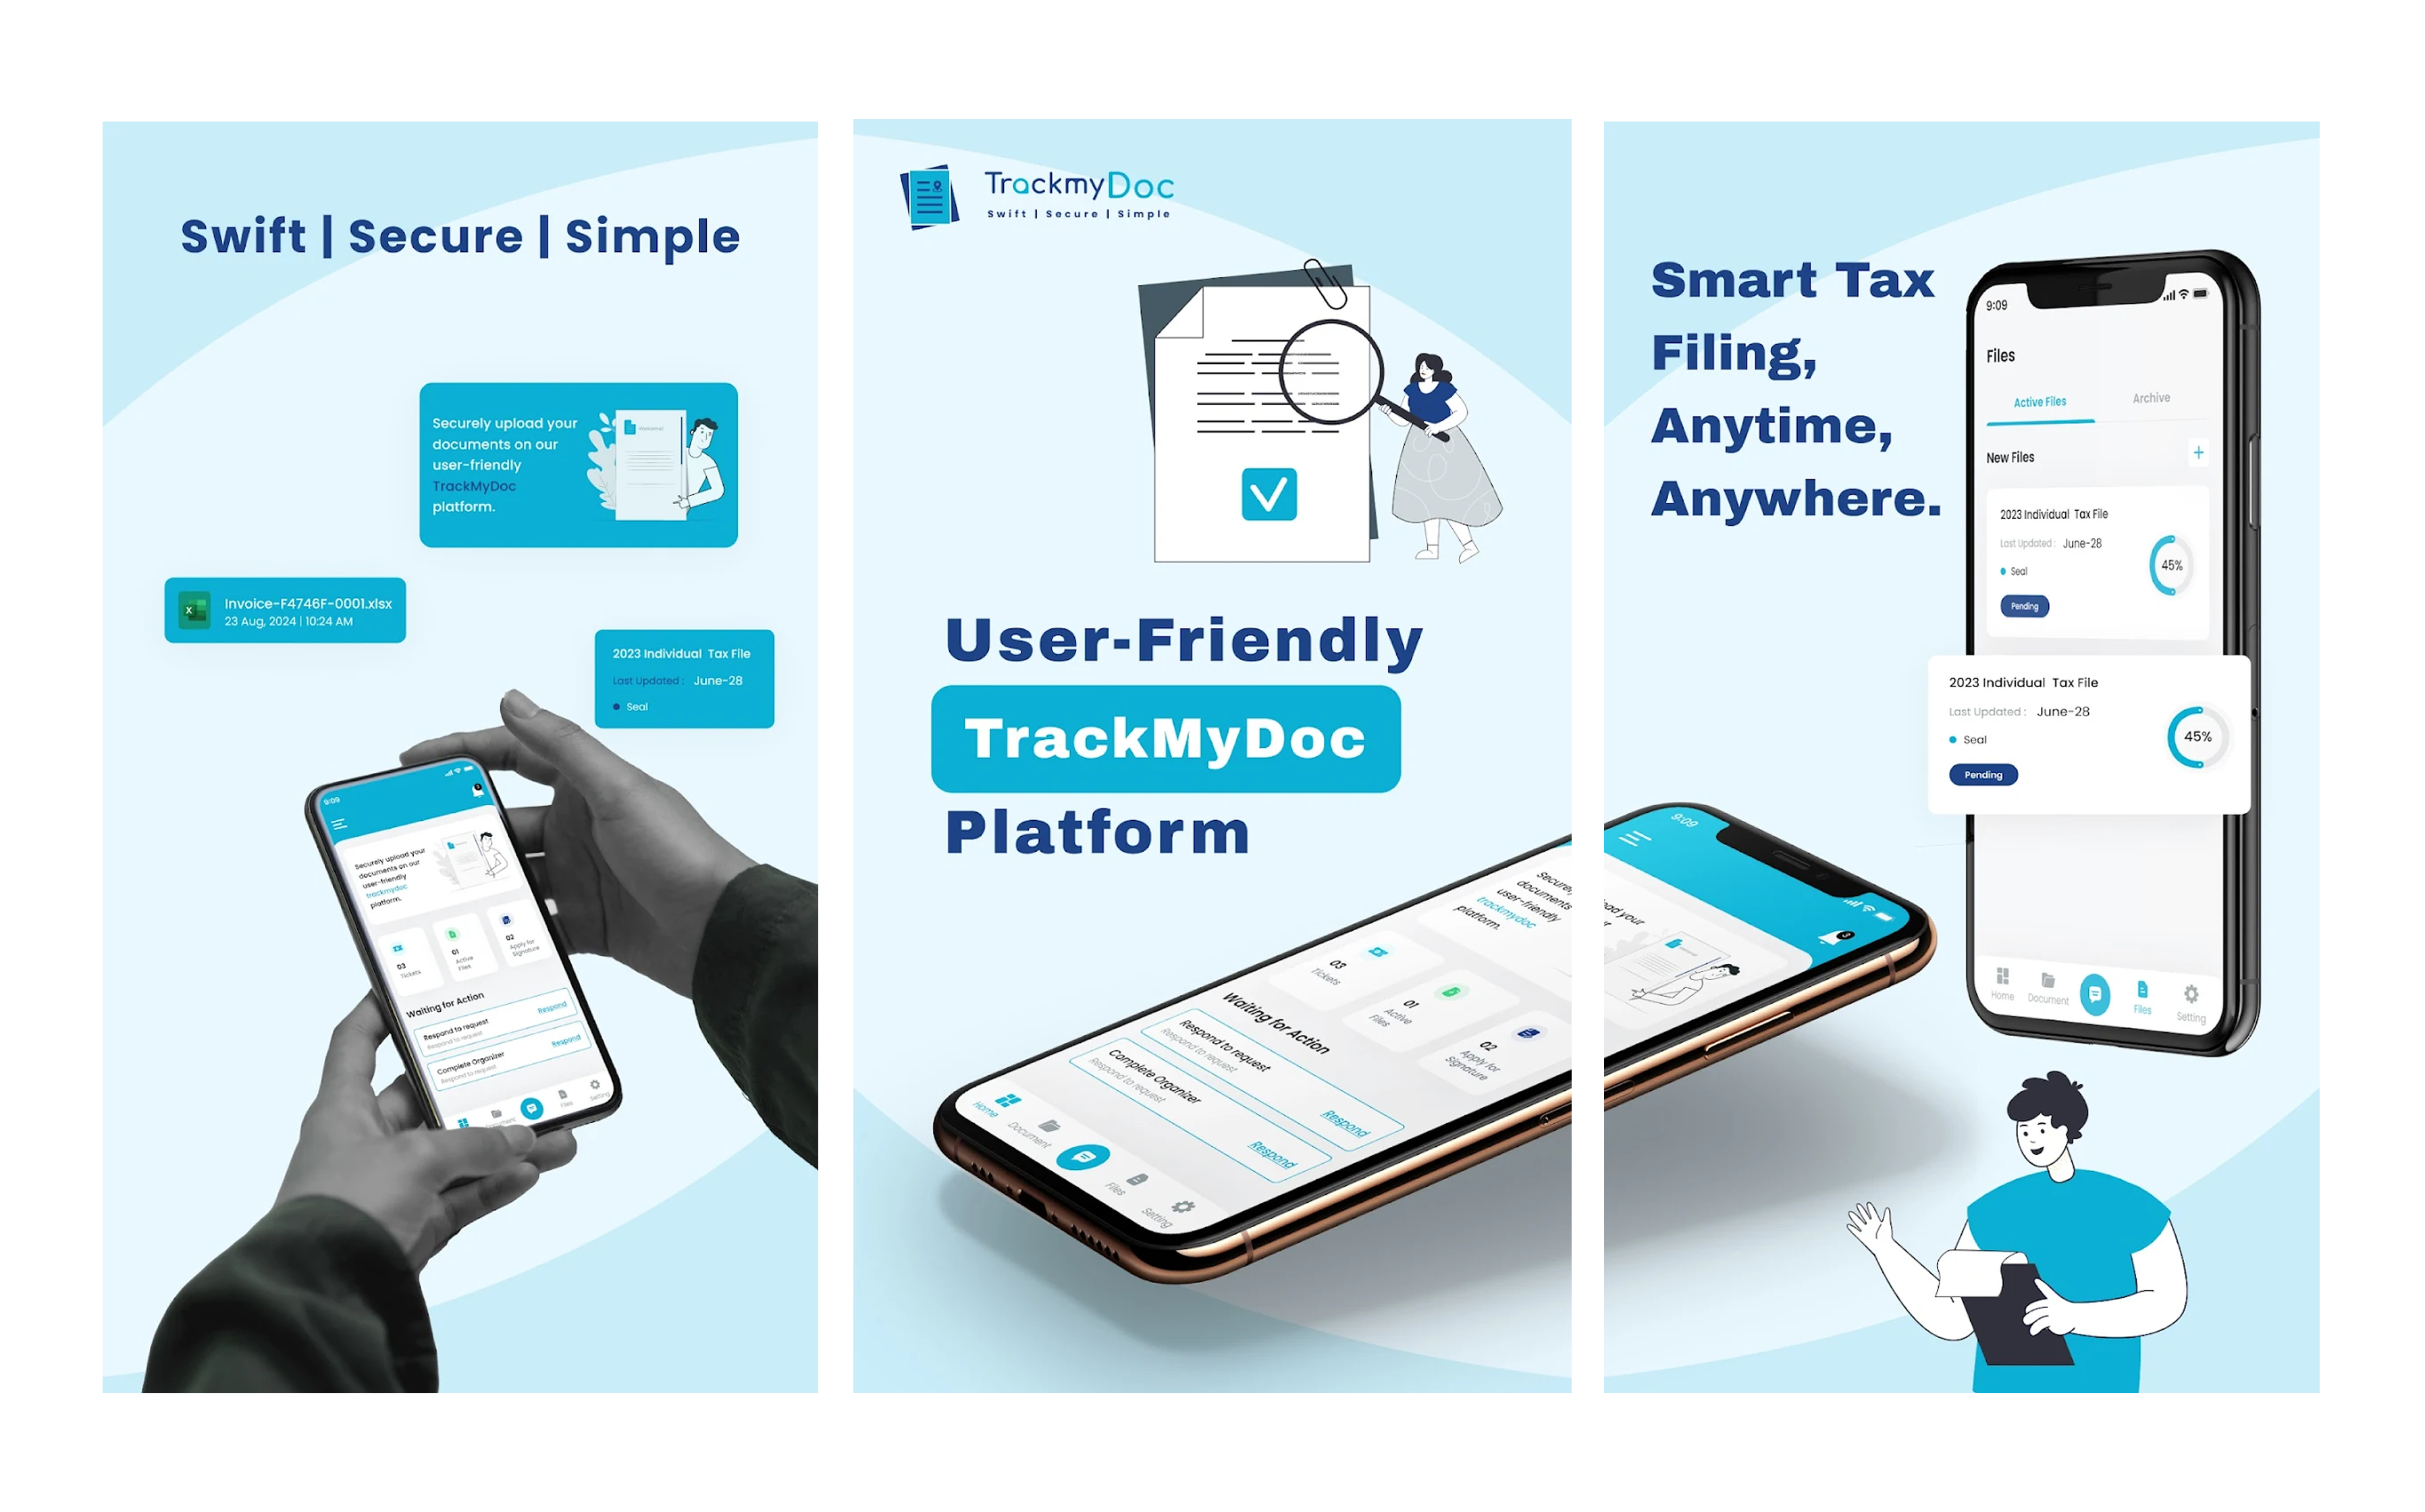 Swift | Secure | Simple
Securely upload your
documents on our
user-friendly
TrackMyDoc
platform.
Invoice-F4746F-0001.xlsx
23 Aug, 2024 | 10:24 AM
2023 Individual Tax File
Last Updated : June-28
Seal
9:09
Securely upload your
documents on our
user-friendly
trackmydoc
platform.
03
Tickets
01
Active
Files
02
Apply for
Signature
Waiting for Action
Respond to request
Respond to request
Respond
Complete Organizer
Respond to request
Respond
Files
Setting
TrackmyDoc
Swift | Secure | Simple
User-Friendly
TrackMyDoc
Platform
documents
user-friendly
trackmydoc
platform.
03
Tickets
01
Active
Files
02
Apply for
Signature
Waiting for Action
Respond to request
Respond to request
Respond
Complete Organizer
Respond to request
Respond
Home
Document
Files
Setting
Smart Tax
Filing,
Anytime,
Anywhere.
9:09
Files
Active Files
Archive
New Files
+
2023 Individual Tax File
Last Updated : June-28
Seal
45%
Pending
2023 Individual Tax File
Last Updated : June-28
Seal
45%
Pending
Home
Document
Files
Setting
9:09
your